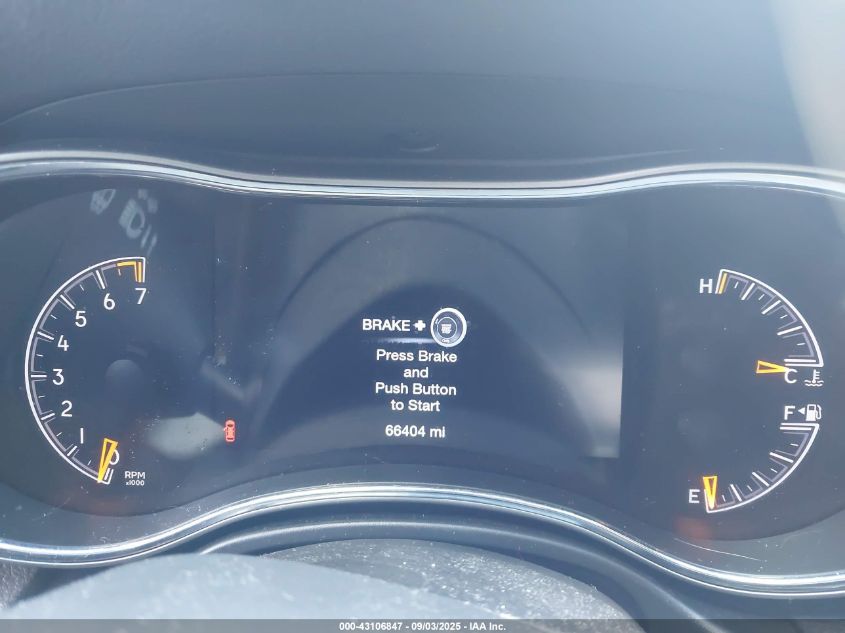 7
6
5
4
3
2
1
0
RPM
x1000
BRAKE +
Press Brake
and
Push Button
to Start
66404 mi
H
C
F
E
000-43106847 - 09/03/2025 - IAA Inc.